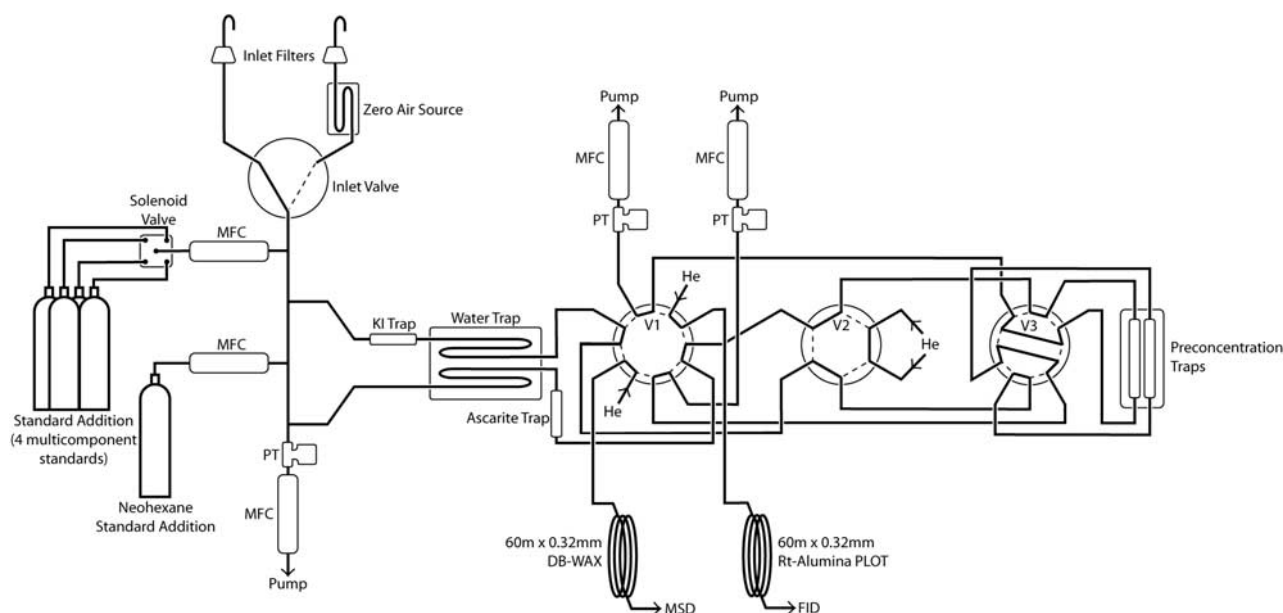 Inlet Filters
Zero Air Source
Inlet Valve
Solenoid
Valve
MFC
MFC
Standard Addition
(4 multicomponent
standards)
Neohexane
Standard Addition
PT
MFC
Pump
KI Trap
Water Trap
Ascarite Trap
Pump
Pump
MFC
MFC
PT
PT
He
V1
He
V2
He
V3
Preconcentration
Traps
60m x 0.32mm
DB-WAX
MSD
60m x 0.32mm
Rt-Alumina PLOT
FID